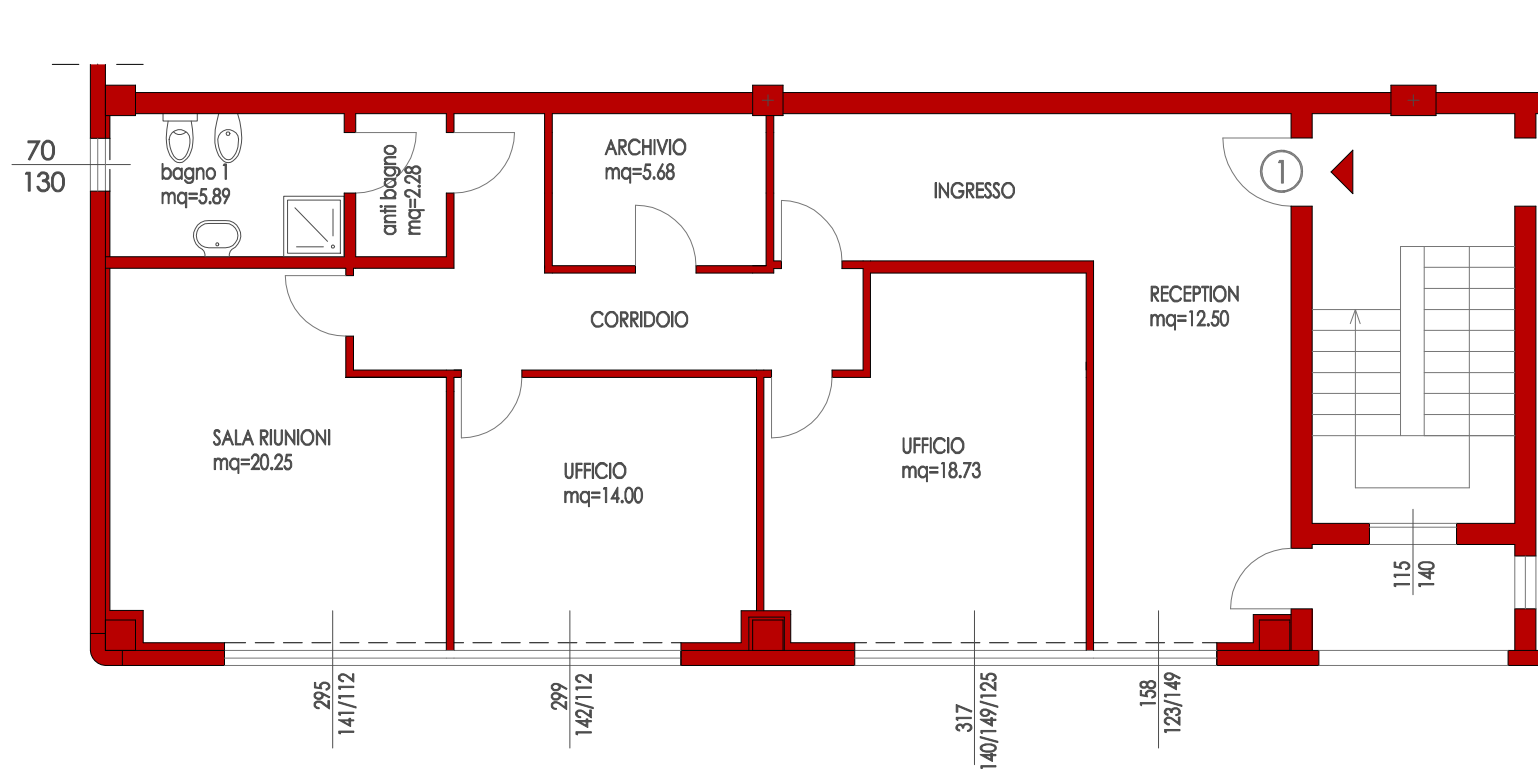 70
130
bagno 1
mq=5.89
anti bagno
mq=2.28
ARCHIVIO
mq=5.68
INGRESSO
1
CORRIDOIO
RECEPTION
mq=12.50
SALA RIUNIONI
mq=20.25
UFFICIO
mq=14.00
UFFICIO
mq=18.73
115
140
295
141/112
299
142/112
317
140/149/125
158
123/149